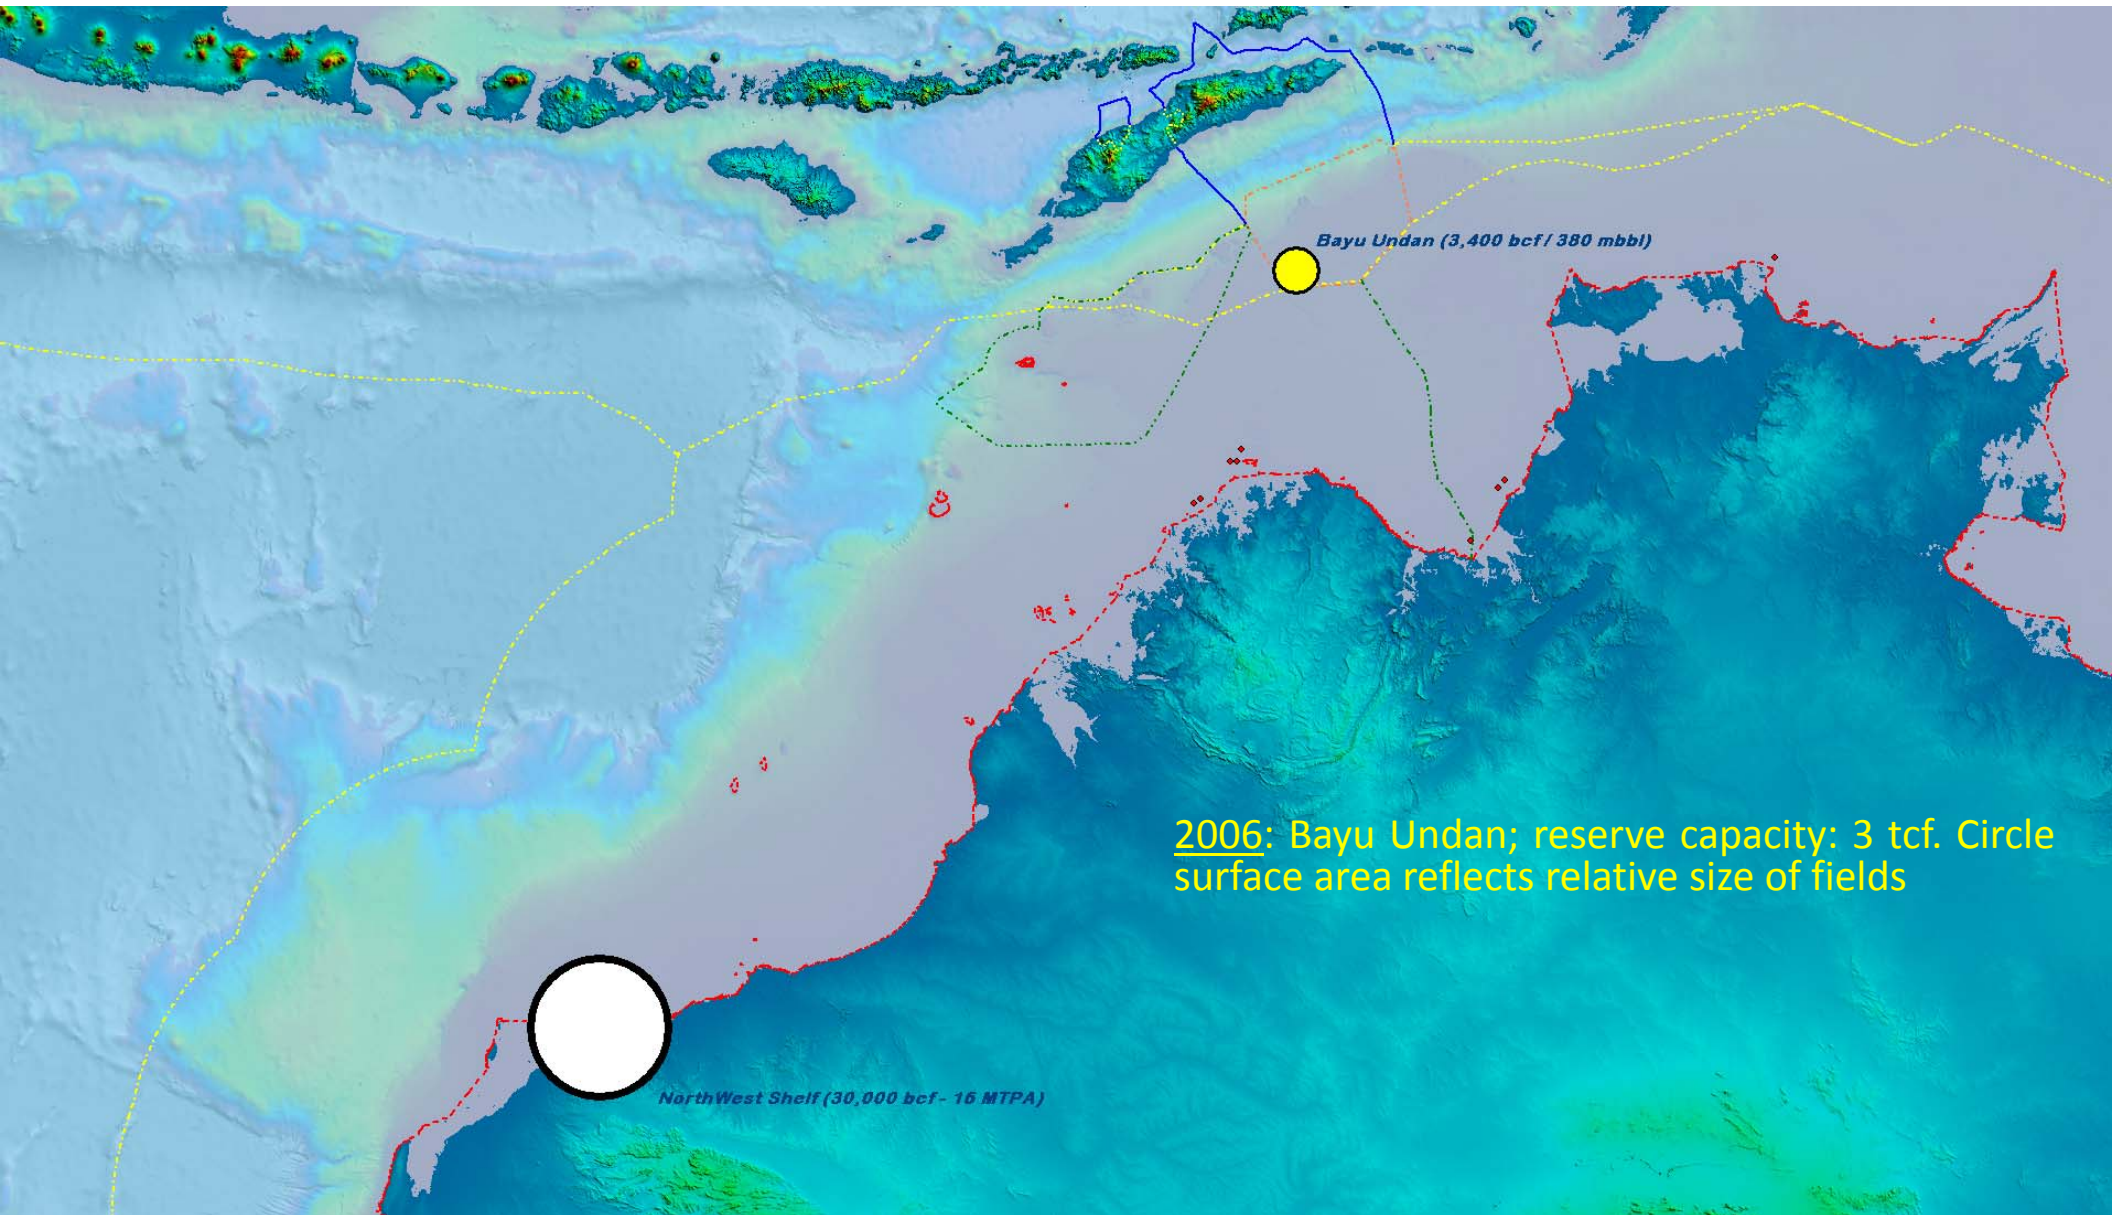 Bayu Undan (3,400 bcf / 380 mbbl)
2006: Bayu Undan; reserve capacity: 3 tcf. Circle
surface area reflects relative size of fields
NorthWest Shelf (30,000 bcf - 16 MTPA)